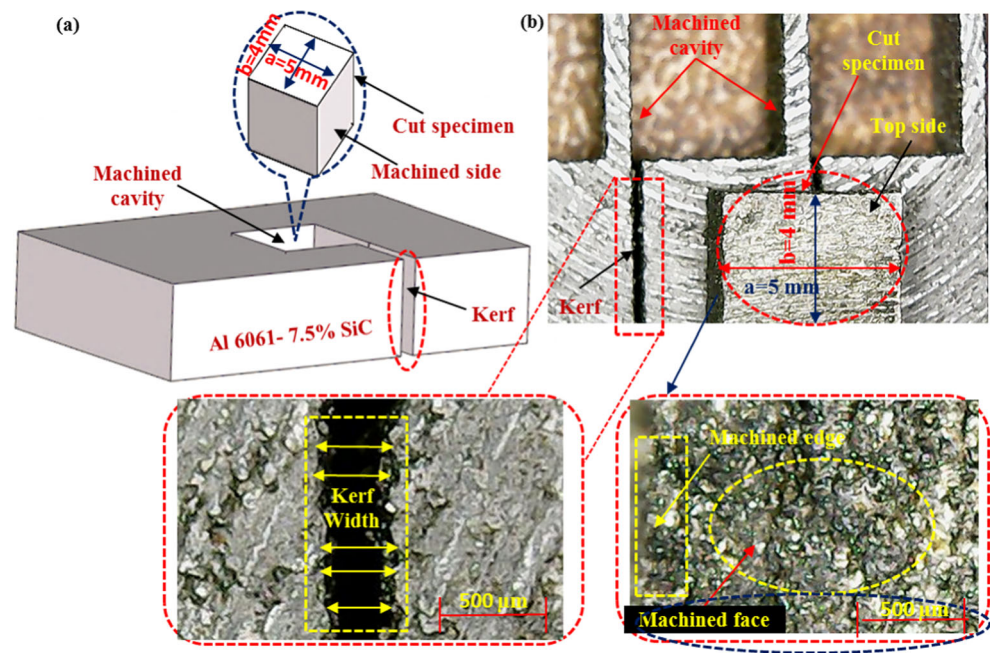 (a)
b=4mm
a=5mm
Cut specimen
Machined side
Machined
cavity
Kerf
Al 6061- 7.5% SiC
(b)
Machined
cavity
Cut
specimen
Top side
b=4 mm
a=5 mm
Kerf
Kerf
Width
500 μm
Machined edge
Machined face
500 μm